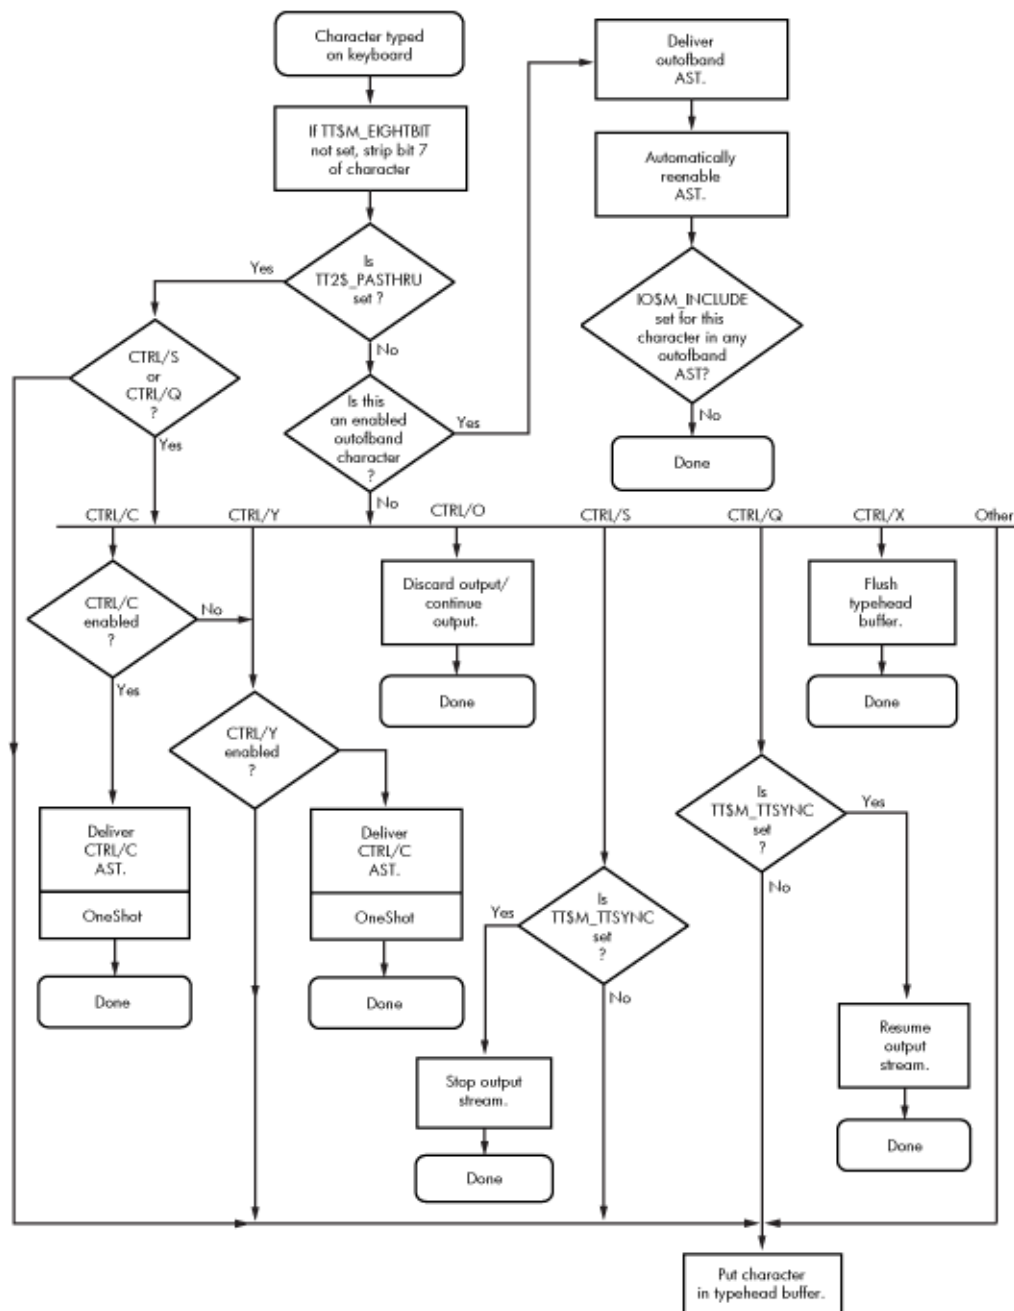 Character typed
on keyboard
Deliver
outofband
AST.
If TT$M_EIGHTBIT
not set, strip bit 7
of character
Automatically
reenable
AST.
Is
TT2$_PASTHRU
set ?
Yes
No
IO$M_INCLUDE
set for this
character in any
outofband
AST?
No
Done
CTRL/S
or
CTRL/Q
?
Yes
Is this
an enabled
outofband
character
?
Yes
No
CTRL/C
CTRL/Y
CTRL/O
CTRL/S
CTRL/Q
CTRL/X
Other
CTRL/C
enabled
?
No
Yes
Discard output/
continue
output.
Done
Flush
typehead
buffer.
Done
CTRL/Y
enabled
?
Is
TT$M_TTSYNC
set
?
Yes
No
Deliver
CTRL/C
AST.
OneShot
Done
Deliver
CTRL/C
AST.
OneShot
Done
Is
TT$M_TTSYNC
set
?
Yes
No
Stop output
stream.
Done
Resume
output
stream.
Done
Put character
in typehead buffer.